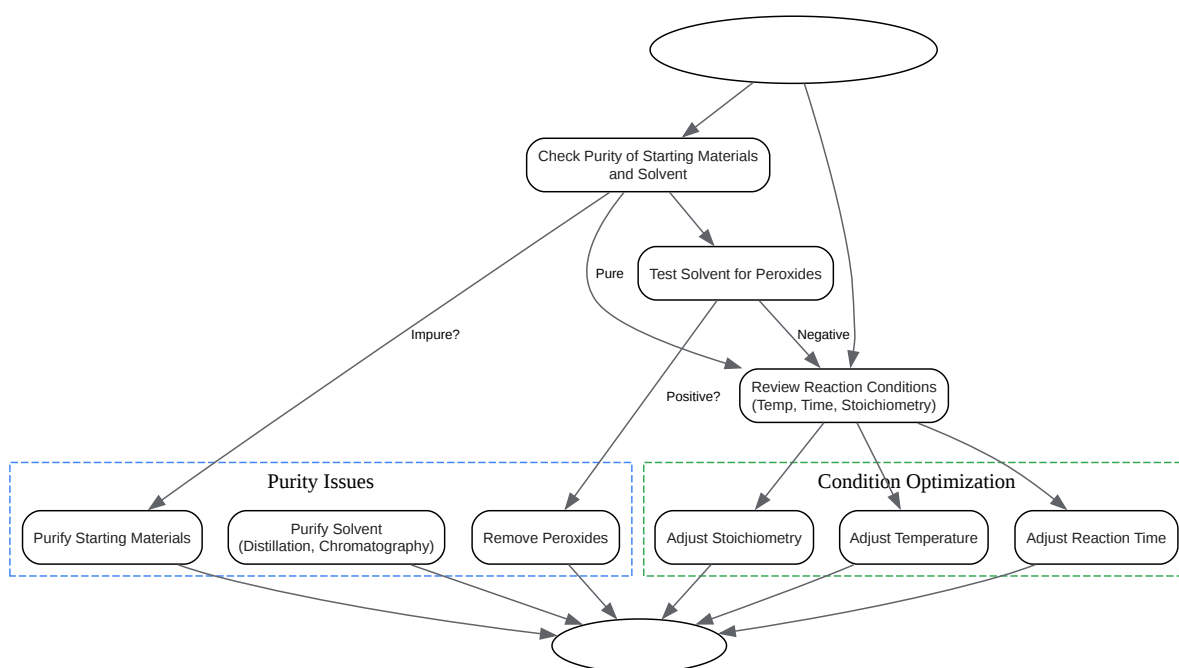 Check Purity of Starting Materials
and Solvent
Test Solvent for Peroxides
Pure
Impure?
Negative
Positive?
Review Reaction Conditions
(Temp, Time, Stoichiometry)
Purity Issues
Purify Starting Materials
Purify Solvent
(Distillation, Chromatography)
Remove Peroxides
Condition Optimization
Adjust Stoichiometry
Adjust Temperature
Adjust Reaction Time